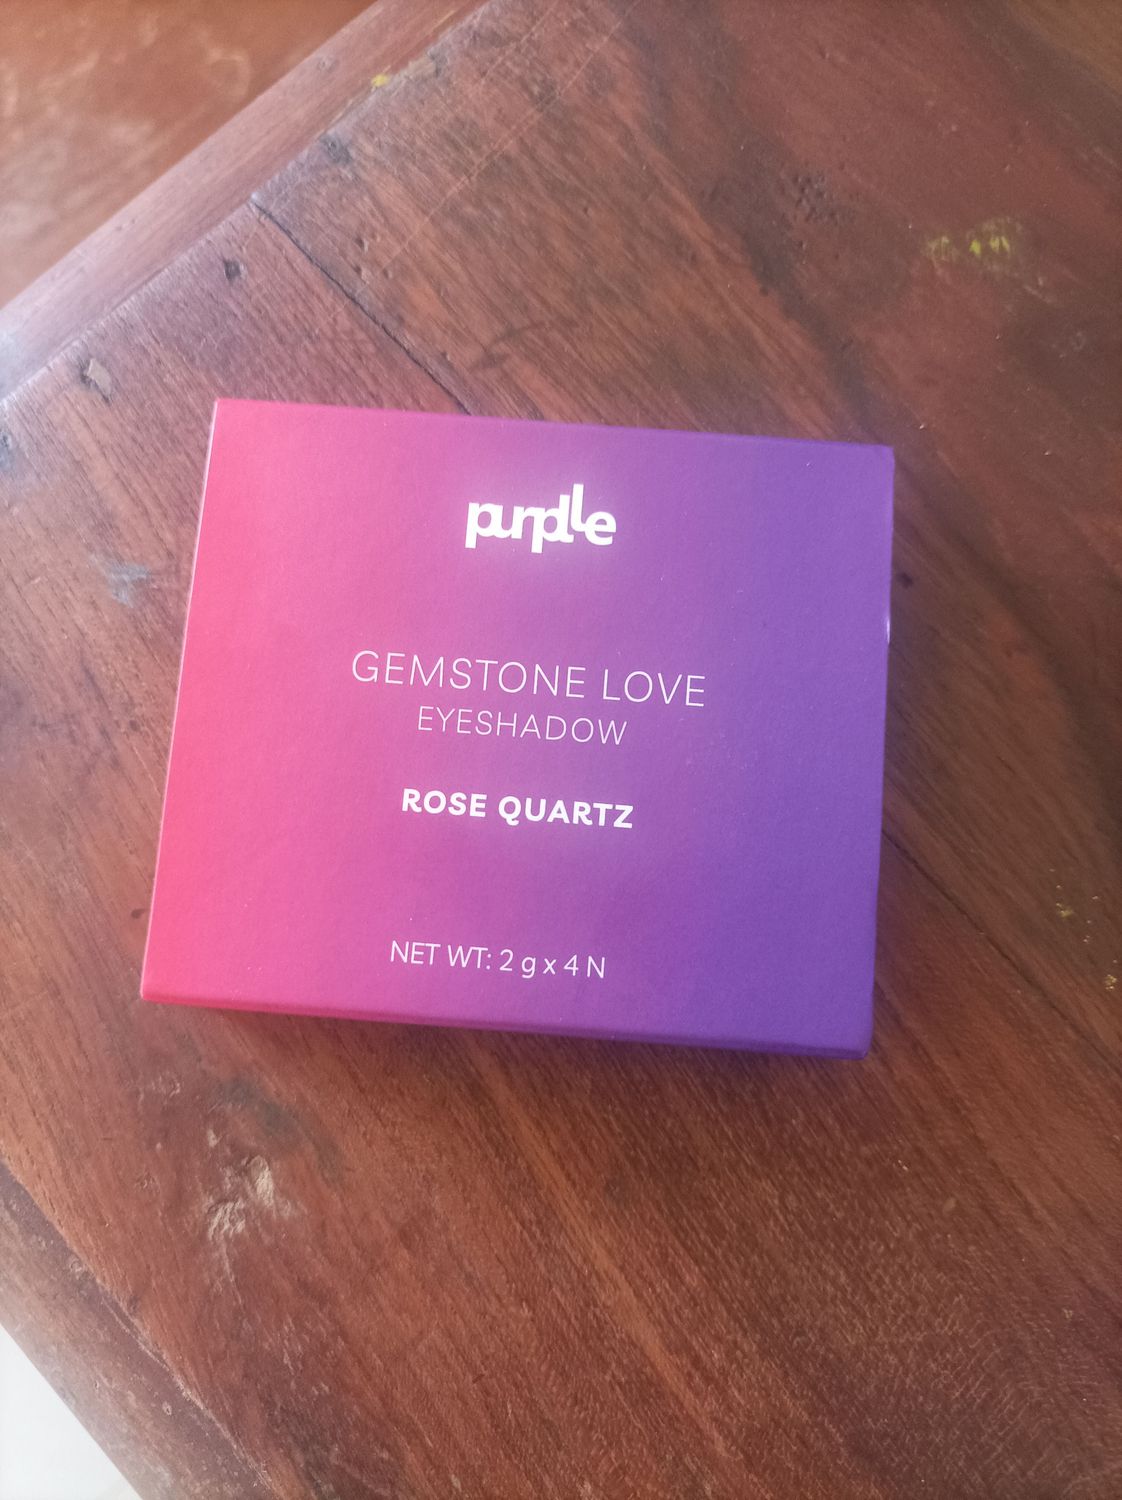 purplle
GEMSTONE LOVE
EYESHADOW
ROSE QUARTZ
NET WT: 2 g x 4 N